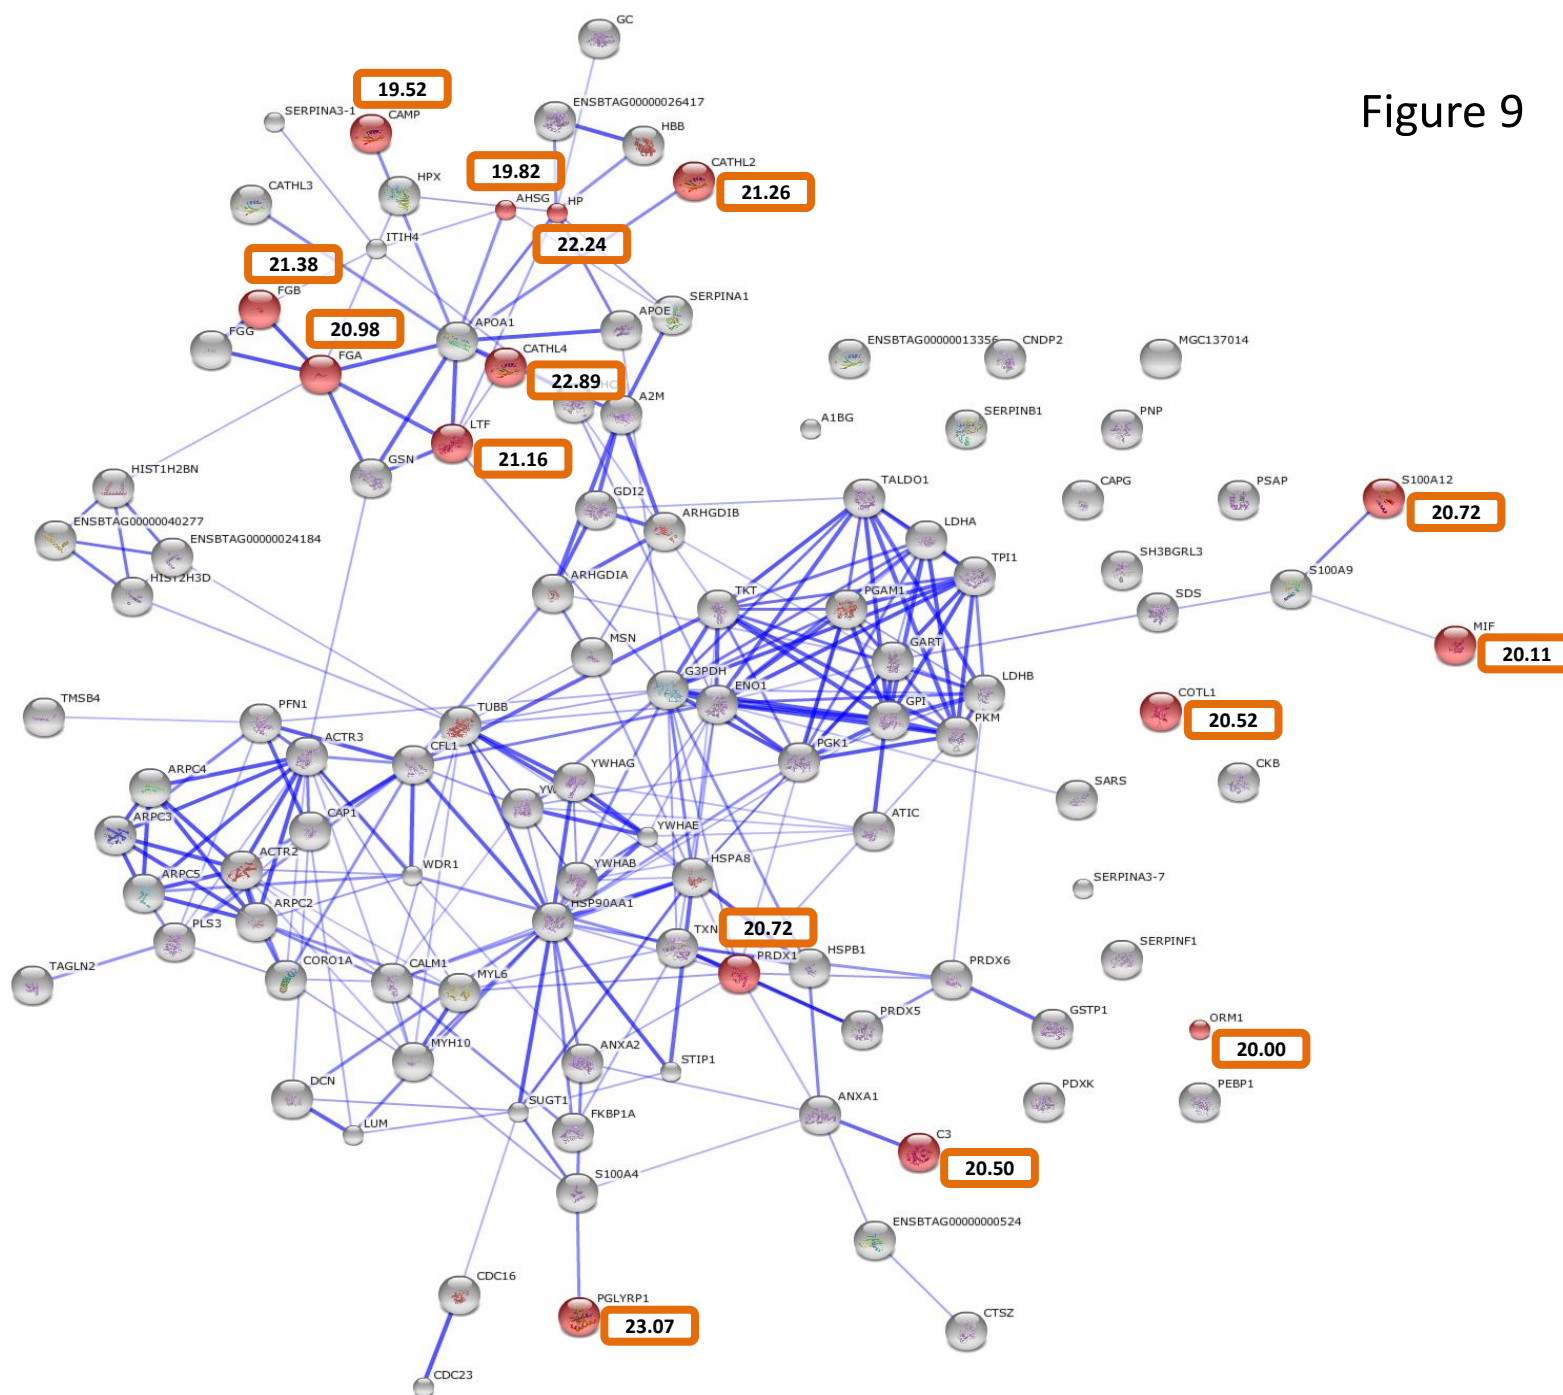 GC
Figure 9
19.52
SERPINA3-1
CAMP
ENSBTAG00000026417
HBB
19.82
CATHL2
21.26
CATHL3
HPX
AHSG
HP
ITIH4
22.24
21.38
FGB
20.98
SERPINA1
APOE
FGG
FGA
APOA1
CATHL4
22.89
A2M
ENSBTAG00000013356
CNDP2
MGC137014
A1BG
SERPINB1
PNP
LTF
21.16
GSN
HIST1H2BN
GDI2
TALDO1
CAPG
PSAP
S100A12
20.72
ENSBTAG00000040277
ENSBTAG00000024184
ARHGDIB
LDHA
TPI1
SH3BGRL3
S100A9
HIST2H3D
ARHGDIA
TKT
PGAM1
SDS
MIF
20.11
MSN
GART
G3PDH
ENO1
LDHB
COTL1
20.52
TMSB4
PFN1
TUBB
GPI
PKM
ACTR3
CFL1
PGK1
ARPC4
YWHAG
CKB
SARS
ARPC3
CAP1
YW
YWHAE
ATIC
ACTR2
WDR1
YWHAB
HSPA8
ARPC5
SERPINA3-7
ARPC2
HSP90AA1
PLS3
20.72
TXN
SERPINF1
TAGLN2
CORO1A
CALM1
MYL6
PRDX1
HSPB1
PRDX6
PRDX5
GSTP1
ORM1
20.00
MYH10
ANXA2
STIP1
DCN
PDXK
PEBP1
SUGT1
LUM
FKBP1A
ANXA1
C3
20.50
S100A4
ENSBTAG00000000524
CDC16
PGLYRP1
23.07
CTSZ
CDC23